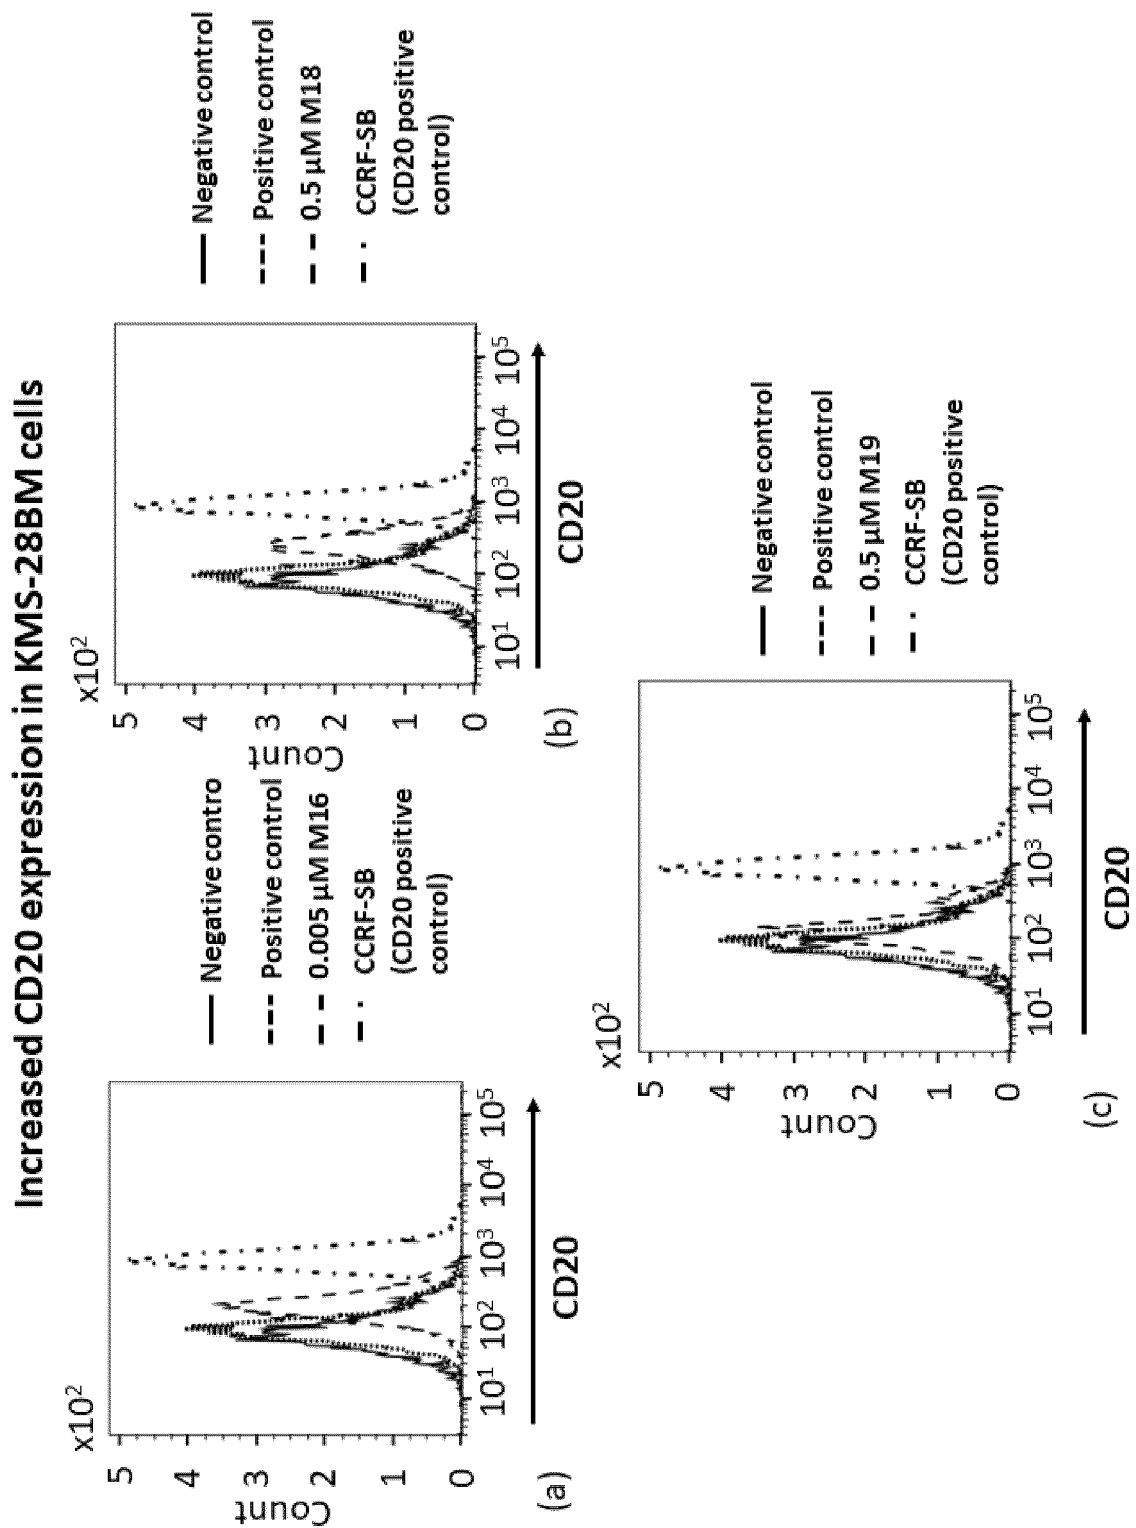 Increased CD20 expression in KMS-28BM cells
x10²
Count
5
4
3
2
1
0
10¹ 10² 10³ 10⁴ 10⁵
CD20
(a)
Negative contro
Positive control
0.005 µM M16
CCRF-SB
(CD20 positive
control)
x10²
Count
5
4
3
2
1
0
10¹ 10² 10³ 10⁴ 10⁵
CD20
(b)
Negative control
Positive control
0.5 µM M18
CCRF-SB
(CD20 positive
control)
x10²
Count
5
4
3
2
1
0
10¹ 10² 10³ 10⁴ 10⁵
CD20
(c)
Negative control
Positive control
0.5 µM M19
CCRF-SB
(CD20 positive
control)